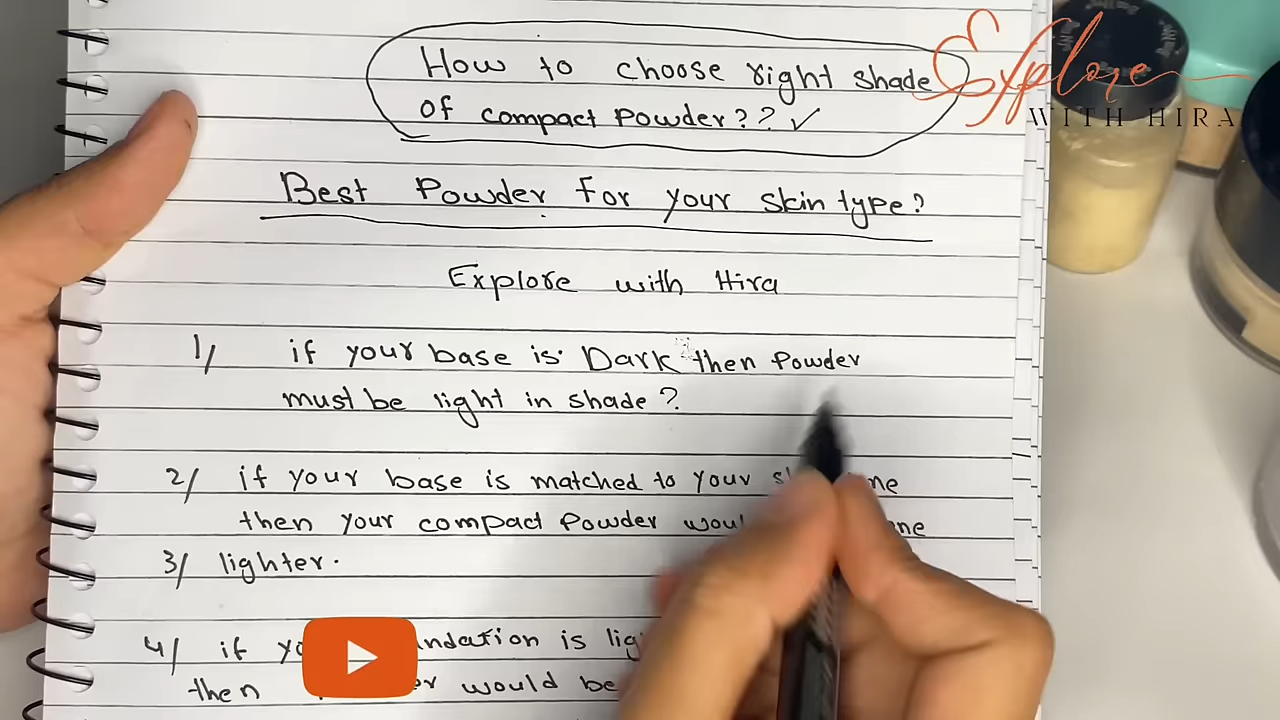 How to choose right shade
of compact Powder?? ✓
Explore
WITH HIRA
Best Powder For your skin type?
Explore with Hira
1/ if your base is Dark then Powder
must be light in shade?
2/ if your base is matched to your
then your compact Powder
3/ lighter.
4/ if is
then would be